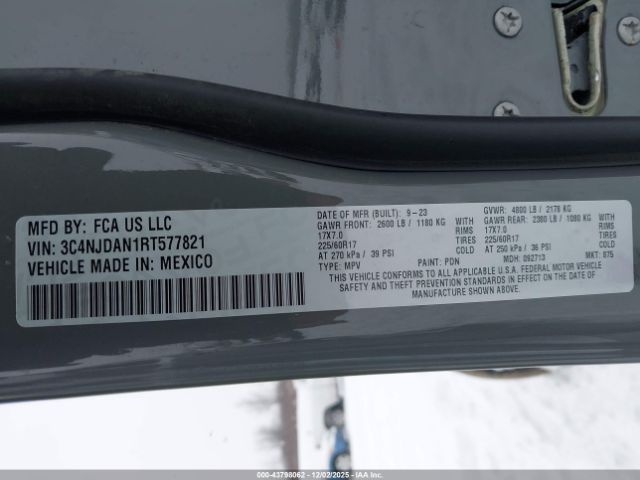 MFD BY: FCA US LLC
VIN: 3C4NJDAN1RT577821
VEHICLE MADE IN: MEXICO
DATE OF MFR (BUILT): 9-23 GVWR: 4800 LB / 2178 KG
GAWR FRONT: 2600 LB / 1180 KG WITH GAWR REAR: 2380 LB / 1080 KG WITH
17X7.0 RIMS 17X7.0 RIMS
225/60R17 TIRES 225/60R17 TIRES
AT 270 kPa / 39 PSI COLD AT 250 kPa / 36 PSI COLD
TYPE: MPV PAINT: PDN MDH: 092713 MKT: 875
THIS VEHICLE CONFORMS TO ALL APPLICABLE U.S.A. FEDERAL MOTOR VEHICLE
SAFETY AND THEFT PREVENTION STANDARDS IN EFFECT ON THE DATE OF
MANUFACTURE SHOWN ABOVE.
000-43798062 • 12/02/2025 • IAAI.COM